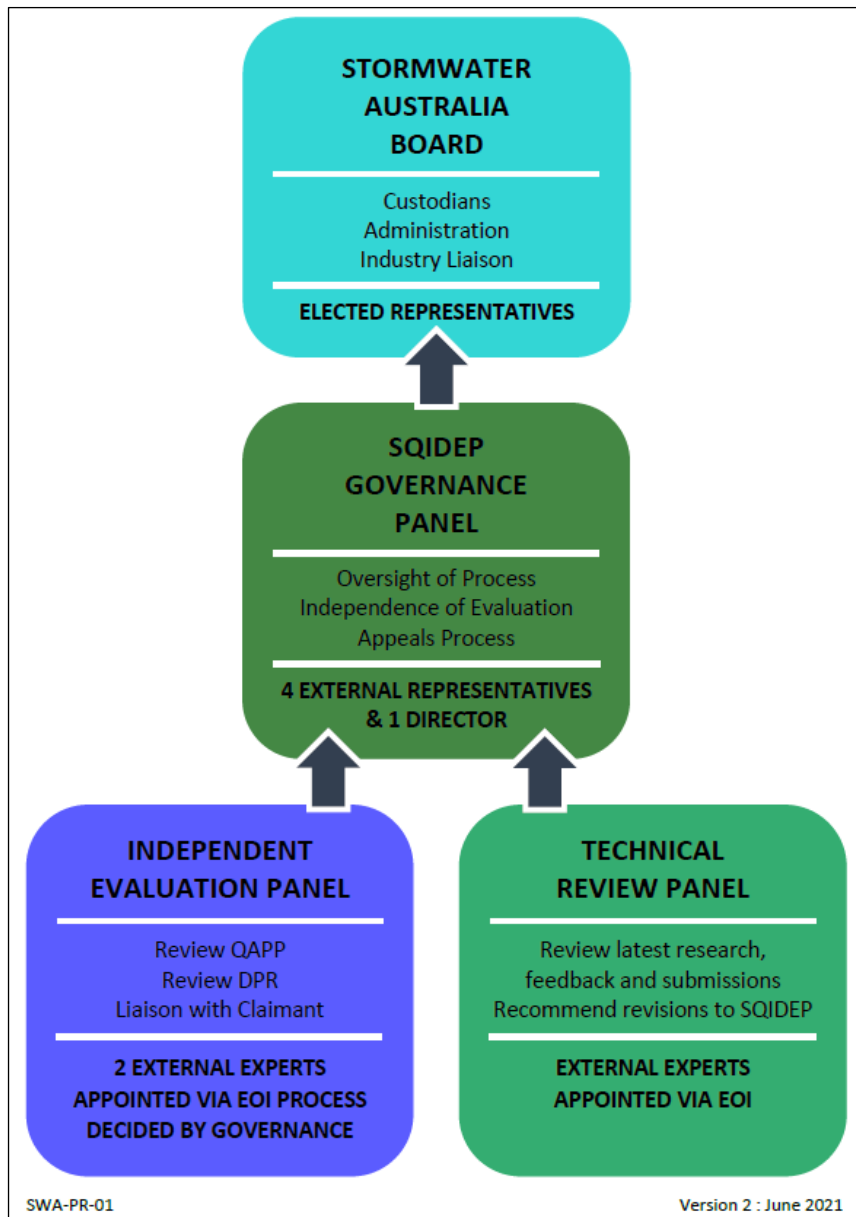 STORMWATER
AUSTRALIA
BOARD
Custodians
Administration
Industry Liaison
ELECTED REPRESENTATIVES
SQIDEP
GOVERNANCE
PANEL
Oversight of Process
Independence of Evaluation
Appeals Process
4 EXTERNAL REPRESENTATIVES
& 1 DIRECTOR
INDEPENDENT
EVALUATION PANEL
Review QAPP
Review DPR
Liaison with Claimant
2 EXTERNAL EXPERTS
APPOINTED VIA EOI PROCESS
DECIDED BY GOVERNANCE
TECHNICAL
REVIEW PANEL
Review latest research,
feedback and submissions
Recommend revisions to SQIDEP
EXTERNAL EXPERTS
APPOINTED VIA EOI
SWA-PR-01
Version 2 : June 2021